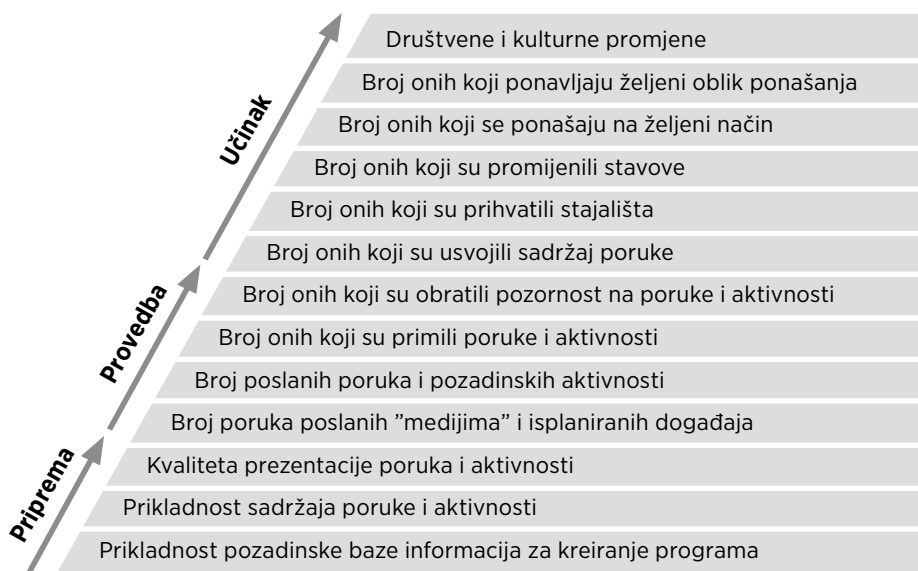 Društvene i kulturne promjene
Broj onih koji ponavljaju željeni oblik ponašanja
Broj onih koji se ponašaju na željeni način
Broj onih koji su promijenili stavove
Broj onih koji su prihvatili stajališta
Broj onih koji su usvojili sadržaj poruke
Broj onih koji su obratili pozornost na poruke i aktivnosti
Broj onih koji su primili poruke i aktivnosti
Broj poslanih poruka i pozadinskih aktivnosti
Broj poruka poslanih ”medijima” i isplaniranih događaja
Kvaliteta prezentacije poruka i aktivnosti
Prikladnost sadržaja poruke i aktivnosti
Prikladnost pozadinske baze informacija za kreiranje programa
Učinak
Provedba
Priprema